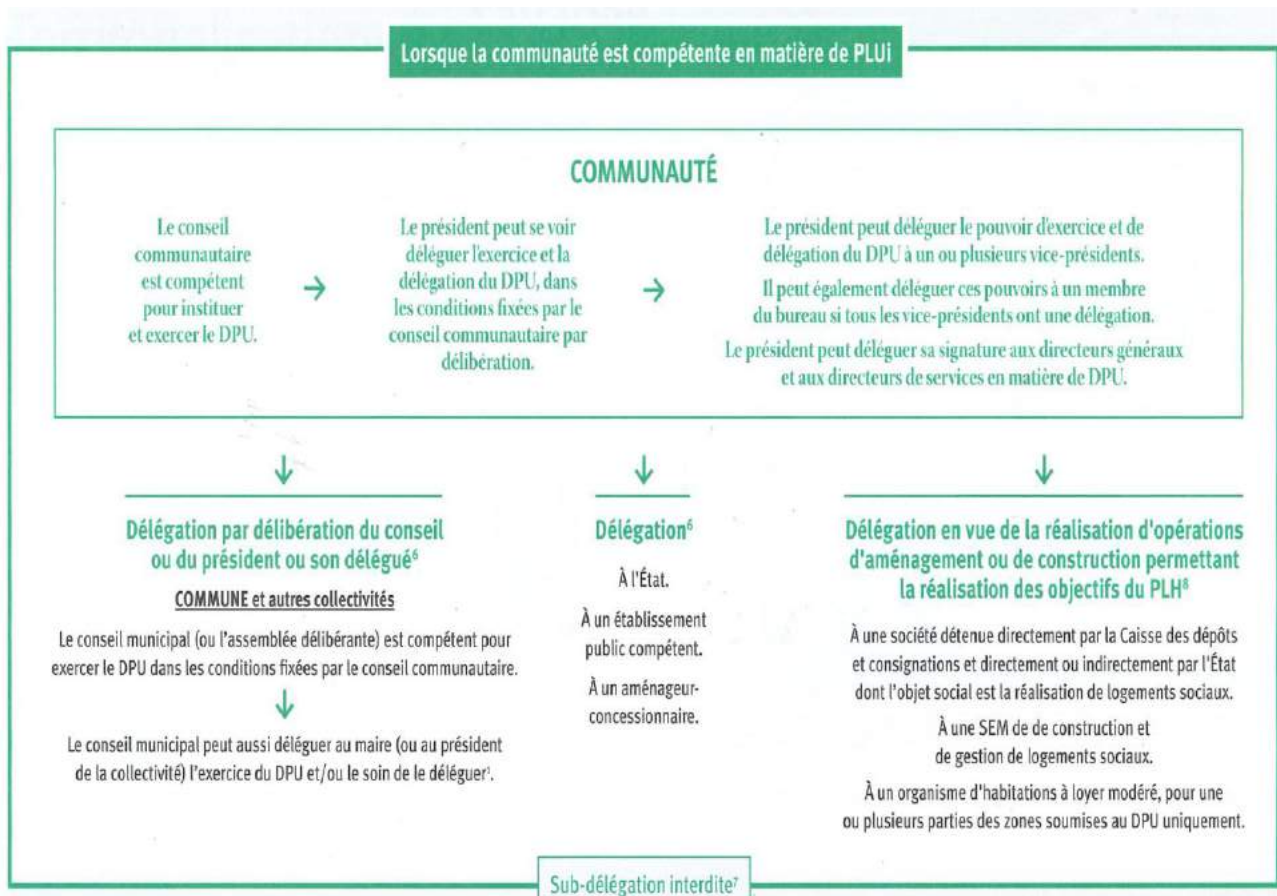 Lorsque la communauté est compétente en matière de PLUi
COMMUNAUTÉ
Le conseil
communautaire
est compétent
pour instituer
et exercer le DPU.
→
Le président peut se voir
déléguer l'exercice et la
délégation du DPU, dans
les conditions fixées par le
conseil communautaire par
délibération.
→
Le président peut déléguer le pouvoir d'exercice et de
délégation du DPU à un ou plusieurs vice-présidents.
Il peut également déléguer ces pouvoirs à un membre
du bureau si tous les vice-présidents ont une délégation.
Le président peut déléguer sa signature aux directeurs généraux
et aux directeurs de services en matière de DPU.
Délégation par délibération du conseil
ou du président ou son délégué⁶
COMMUNE et autres collectivités
Le conseil municipal (ou l'assemblée délibérante) est compétent pour
exercer le DPU dans les conditions fixées par le conseil communautaire.
Le conseil municipal peut aussi déléguer au maire (ou au président
de la collectivité) l'exercice du DPU et/ou le soin de le déléguer¹.
Délégation⁶
À l'État.
À un établissement
public compétent.
À un aménageur-
concessionnaire.
Délégation en vue de la réalisation d'opérations
d'aménagement ou de construction permettant
la réalisation des objectifs du PLH⁸
À une société détenue directement par la Caisse des dépôts
et consignations et directement ou indirectement par l'État
dont l'objet social est la réalisation de logements sociaux.
À une SEM de de construction et
de gestion de logements sociaux.
À un organisme d'habitations à loyer modéré, pour une
ou plusieurs parties des zones soumises au DPU uniquement.
Sub-délégation interdite⁷